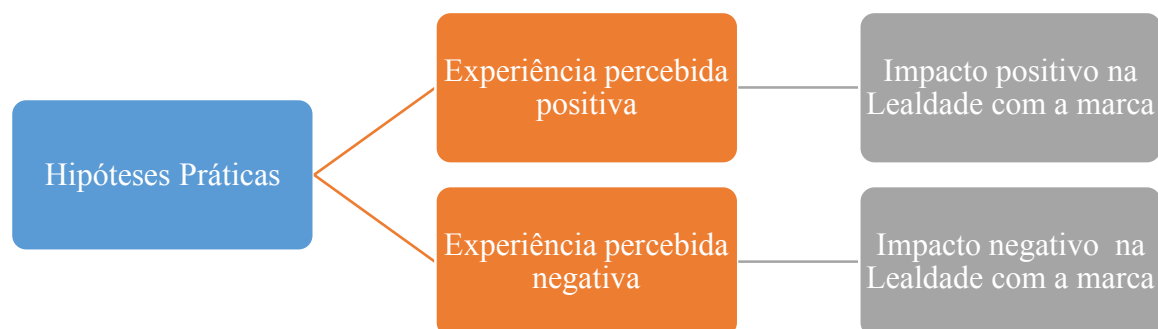 Hipóteses Práticas
Experiência percebida
positiva
Impacto positivo na
Lealdade com a marca
Experiência percebida
negativa
Impacto negativo  na
Lealdade com a marca